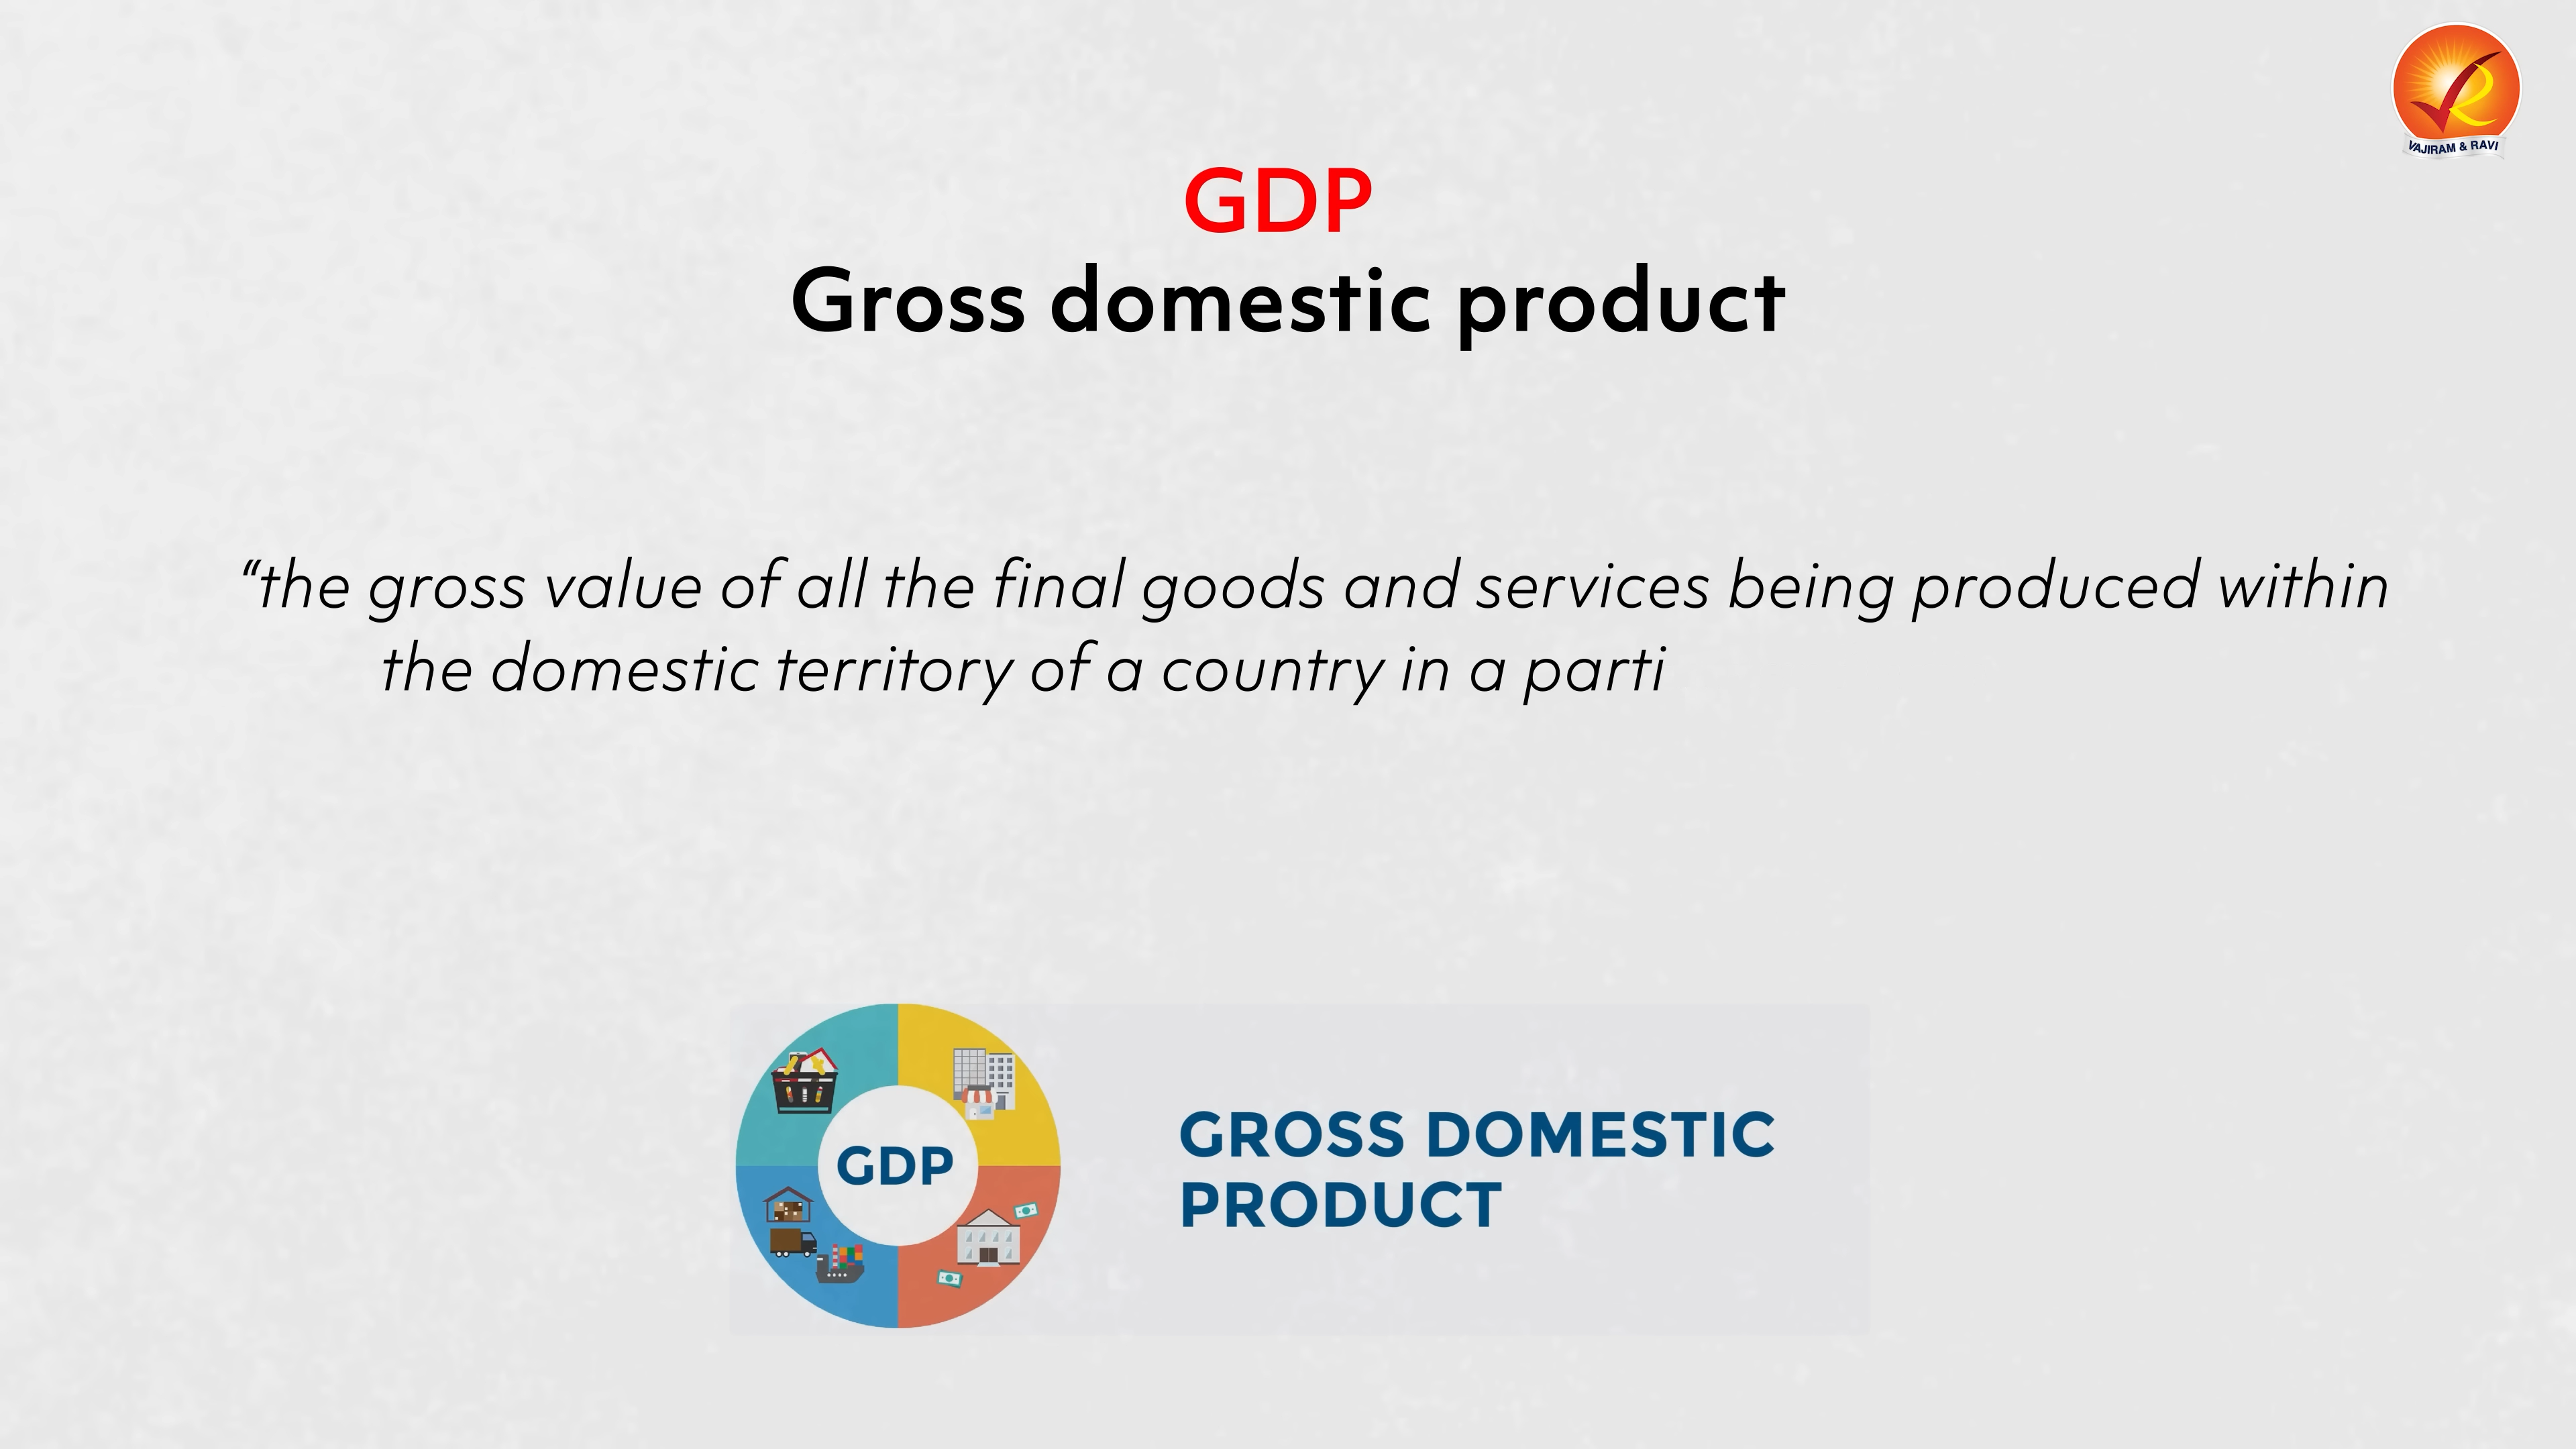 VAJIRAM & RAVI
GDP
Gross domestic product
“the gross value of all the final goods and services being produced within
the domestic territory of a country in a parti
GDP
GROSS DOMESTIC
PRODUCT